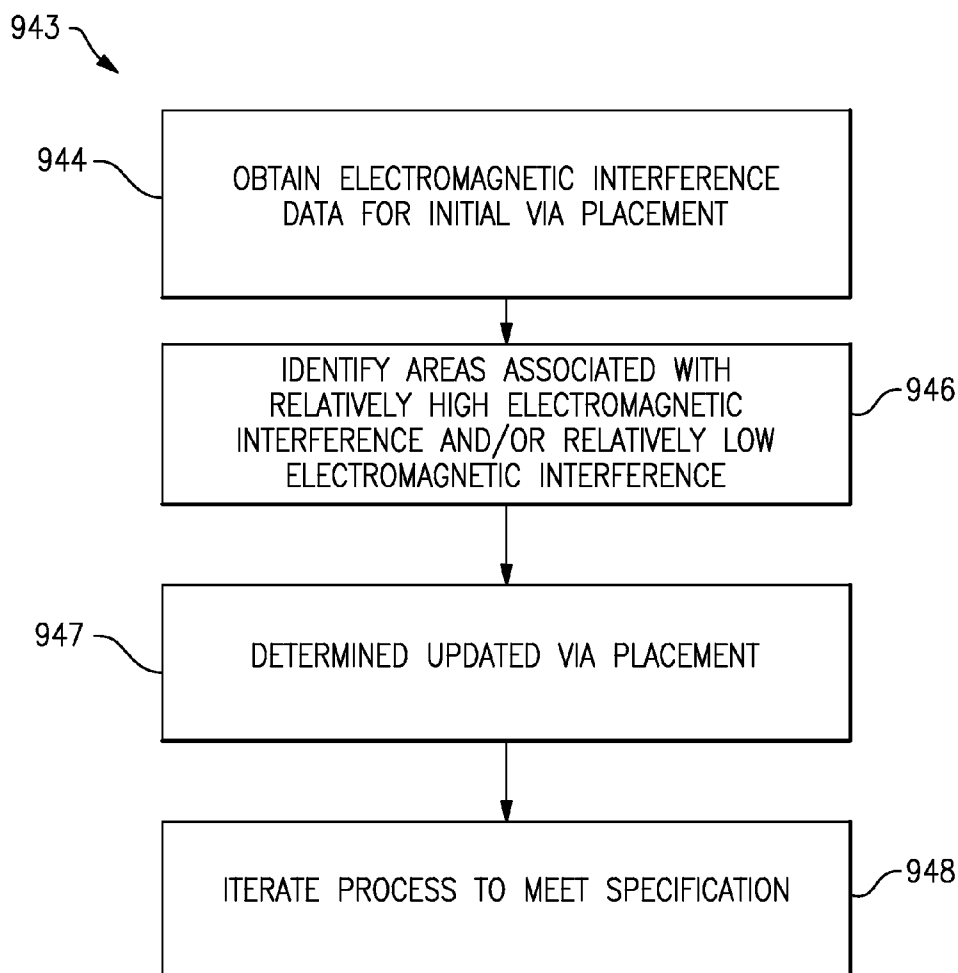 943
944
OBTAIN ELECTROMAGNETIC INTERFERENCE
DATA FOR INITIAL VIA PLACEMENT
IDENTIFY AREAS ASSOCIATED WITH
RELATIVELY HIGH ELECTROMAGNETIC
INTERFERENCE AND/OR RELATIVELY LOW
ELECTROMAGNETIC INTERFERENCE
946
947
DETERMINED UPDATED VIA PLACEMENT
ITERATE PROCESS TO MEET SPECIFICATION
948